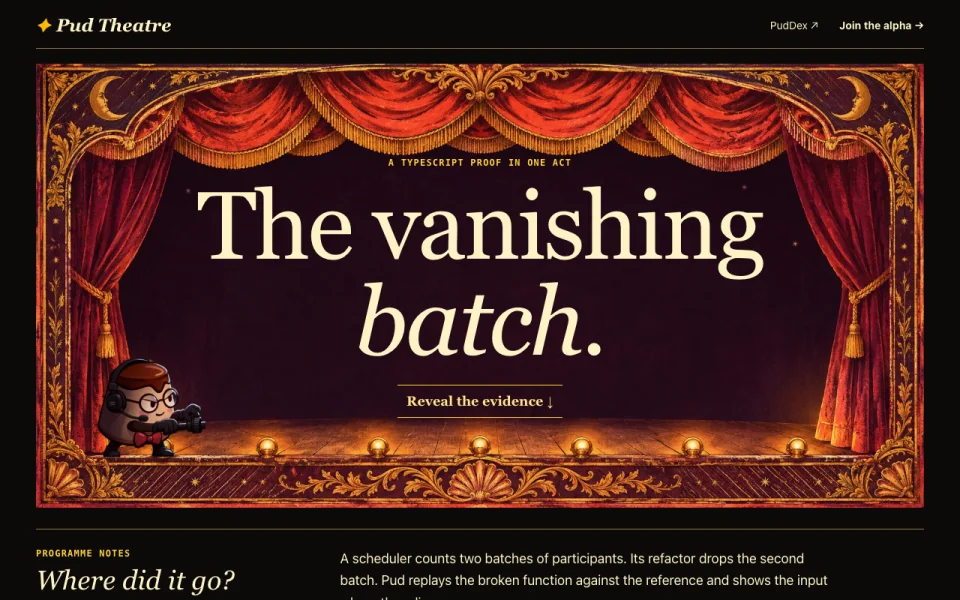 Pud Theatre
PudDex ↗
Join the alpha →
A TYPESCRIPT PROOF IN ONE ACT
The vanishing
batch.
Reveal the evidence ↓
PROGRAMME NOTES
Where did it go?
A scheduler counts two batches of participants. Its refactor drops the second
batch. Pud replays the broken function against the reference and shows the input